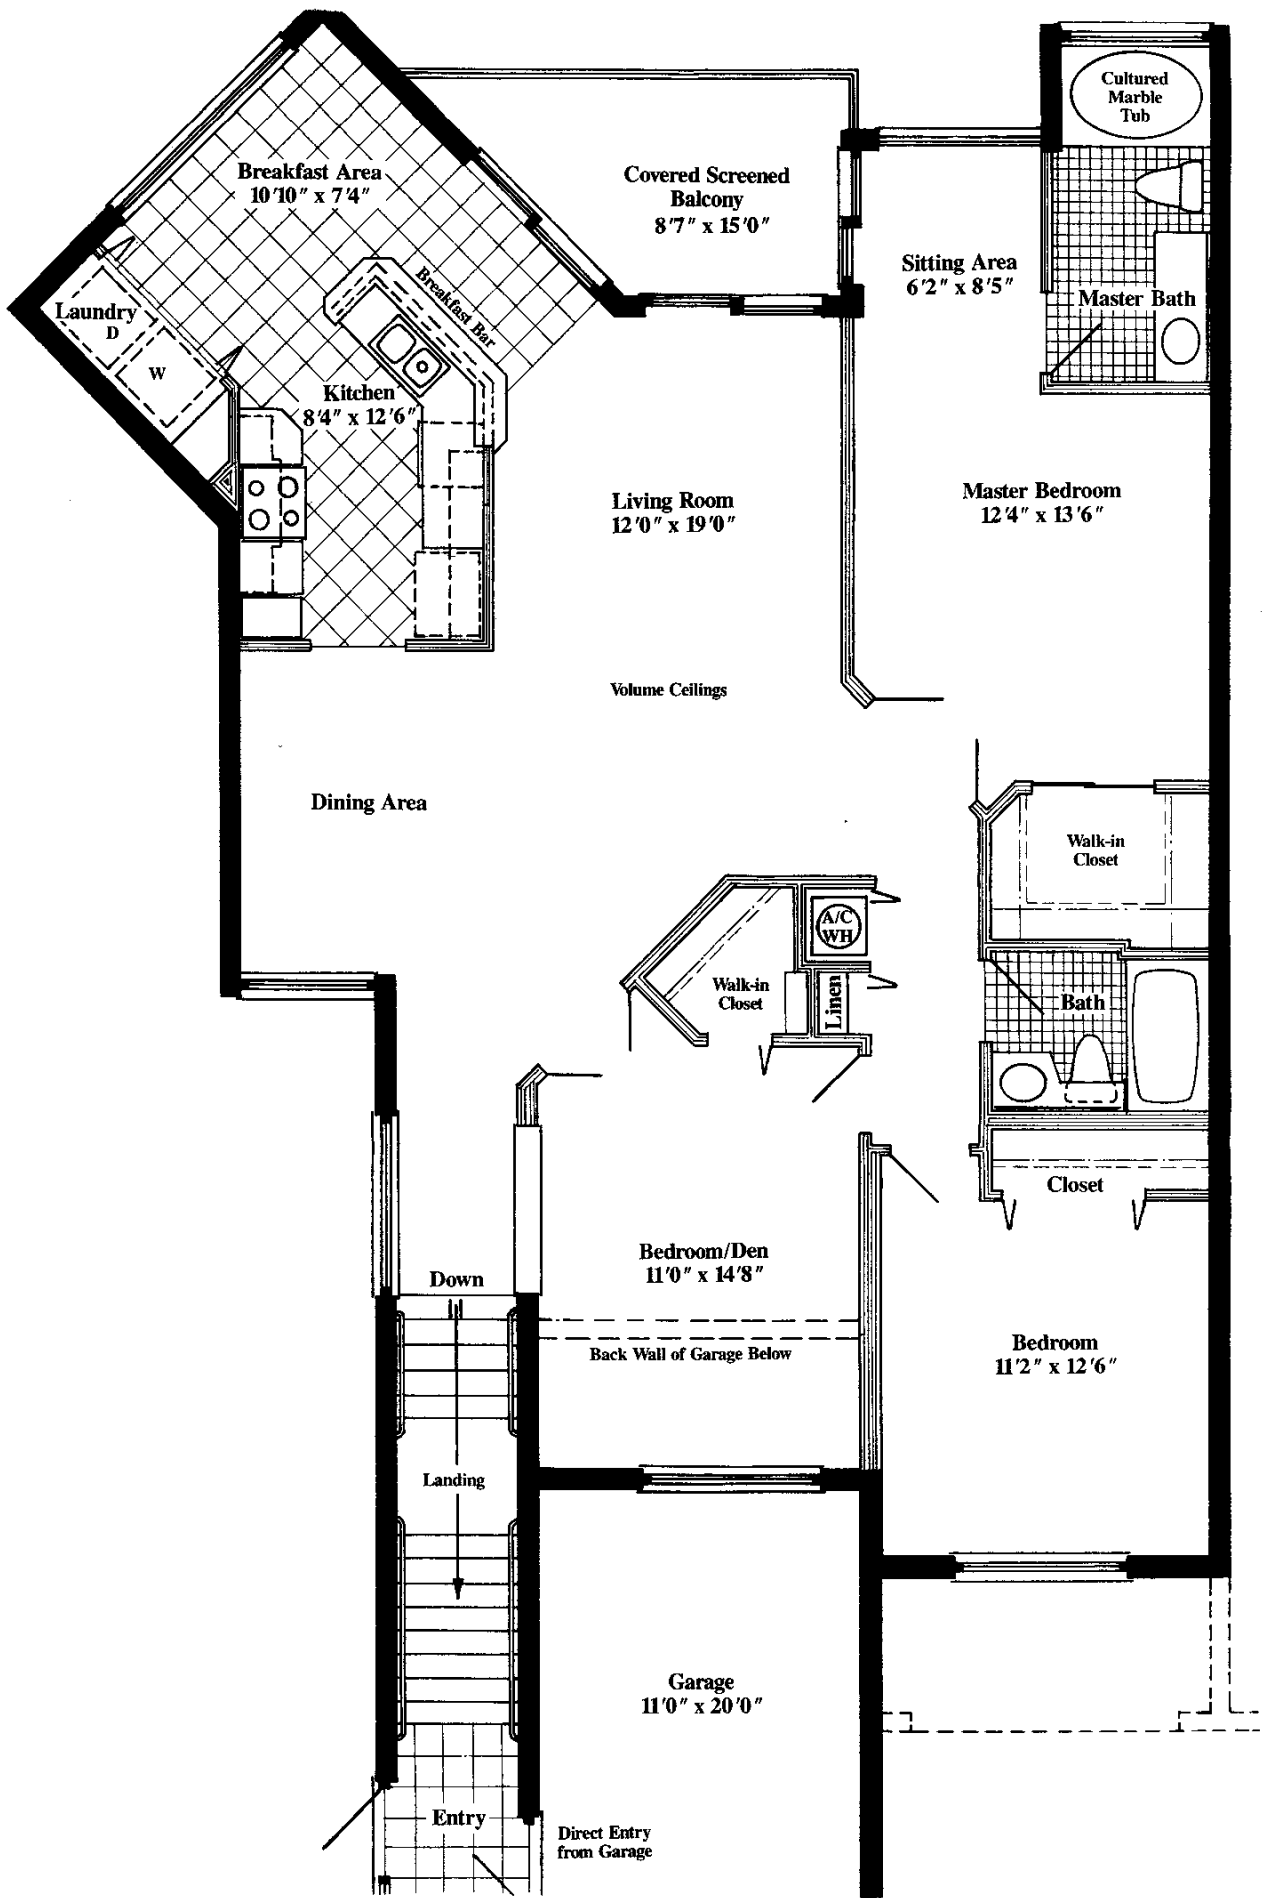 Cultured
Marble
Tub
Breakfast Area
10'10" x 7'4"
Covered Screened
Balcony
8'7" x 15'0"
Sitting Area
6'2" x 8'5"
Master Bath
Laundry
D
W
Breakfast Bar
Kitchen
8'4" x 12'6"
Living Room
12'0" x 19'0"
Master Bedroom
12'4" x 13'6"
Volume Ceilings
Dining Area
Walk-in
Closet
A/C
WH
Walk-in
Closet
Linen
Bath
Closet
Bedroom/Den
11'0" x 14'8"
Down
Back Wall of Garage Below
Bedroom
11'2" x 12'6"
Landing
Garage
11'0" x 20'0"
Entry
Direct Entry
from Garage